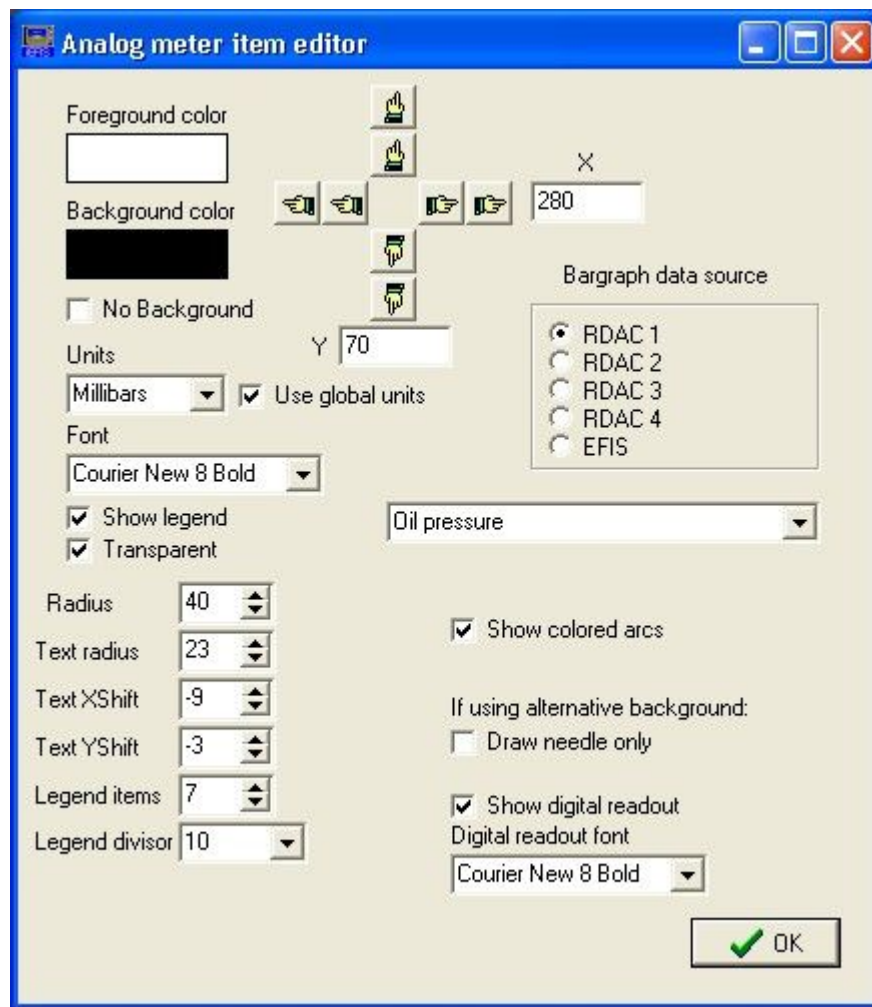 Analog meter item editor
Foreground color
X
280
Background color
No Background
Bargraph data source
Y 70
RDAC 1
RDAC 2
RDAC 3
RDAC 4
EFIS
Units
Millibars
Use global units
Font
Courier New 8 Bold
Show legend
Transparent
Oil pressure
Radius 40
Text radius 23
Text XShift -9
Text YShift -3
Legend items 7
Legend divisor 10
Show colored arcs
If using alternative background:
Draw needle only
Show digital readout
Digital readout font
Courier New 8 Bold
OK